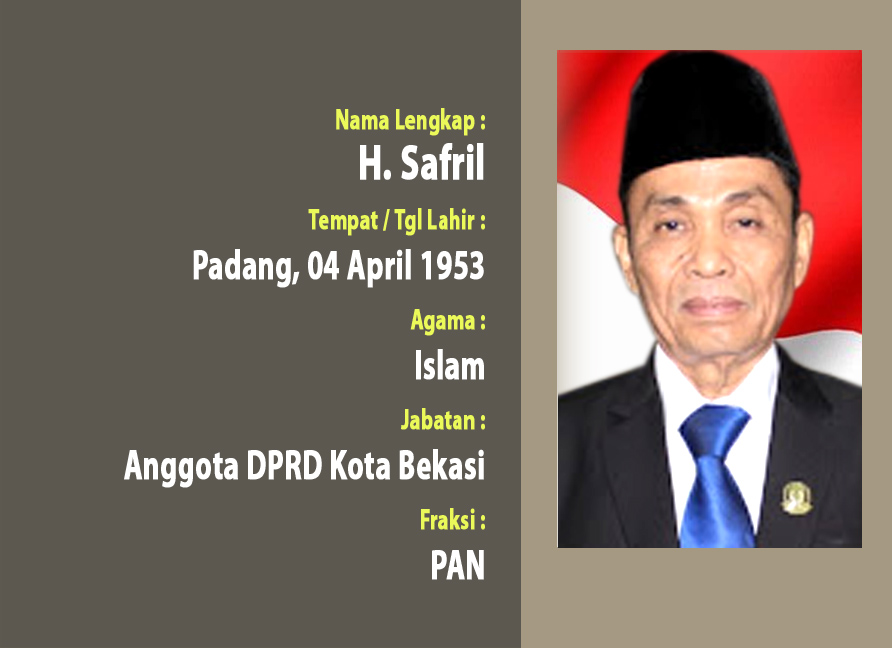 Nama Lengkap :
H. Safril
Tempat / Tgl Lahir :
Padang, 04 April 1953
Agama :
Islam
Jabatan :
Anggota DPRD Kota Bekasi
Fraksi :
PAN